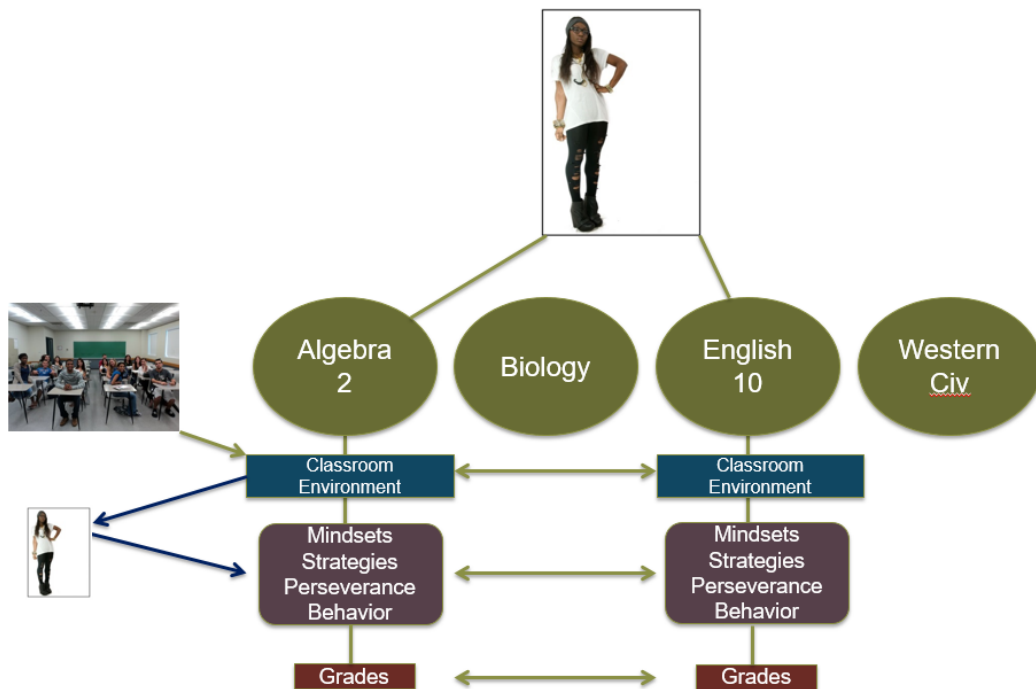 Algebra
2
Biology
English
10
Western
Civ
Classroom
Environment
Classroom
Environment
Mindsets
Strategies
Perseverance
Behavior
Mindsets
Strategies
Perseverance
Behavior
Grades
Grades